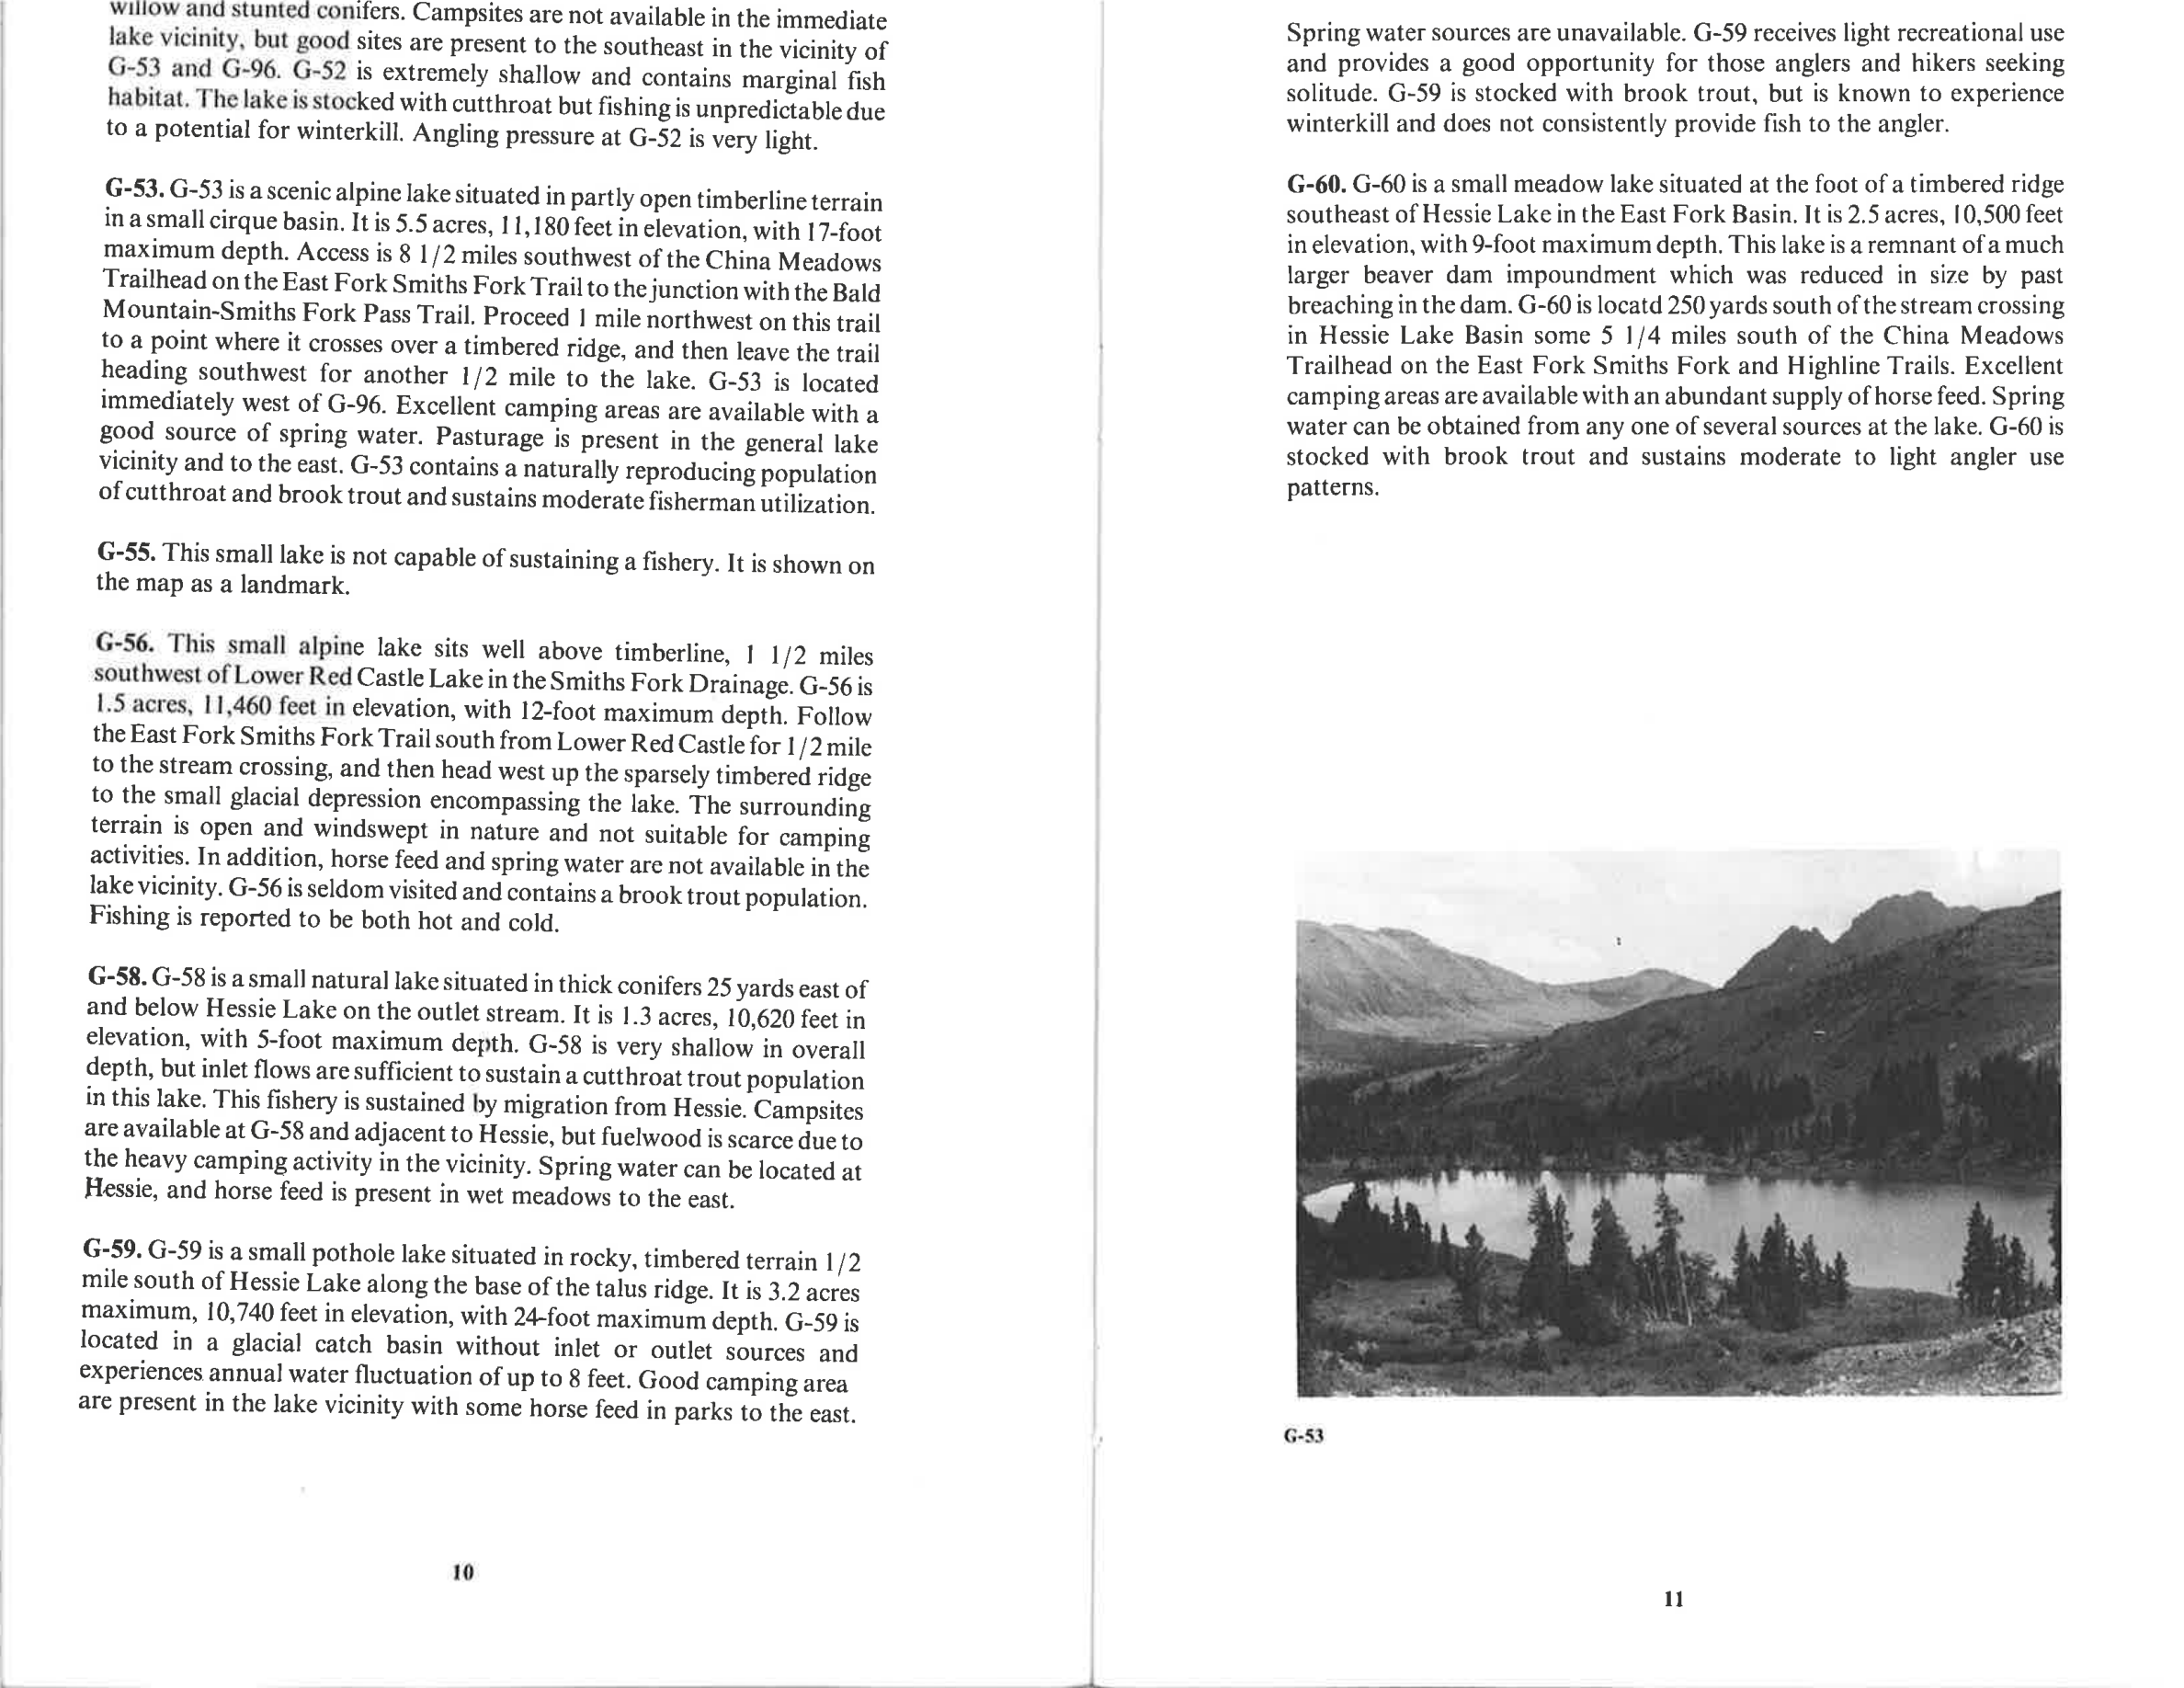 willow and stunted conifers. Campsites are not available in the immediate
lake vicinity, but good sites are present to the southeast in the vicinity of
G-53 and G-96. G-52 is extremely shallow and contains marginal fish
habitat. The lake is stocked with cutthroat but fishing is unpredictable due
to a potential for winterkill. Angling pressure at G-52 is very light.
G-53. G-53 is a scenic alpine lake situated in partly open timberline terrain
in a small cirque basin. It is 5.5 acres, 11,180 feet in elevation, with 17-foot
maximum depth. Access is 8 1/2 miles southwest of the China Meadows
Trailhead on the East Fork Smiths Fork Trail to the junction with the Bald
Mountain-Smiths Fork Pass Trail. Proceed 1 mile northwest on this trail
to a point where it crosses over a timbered ridge, and then leave the trail
heading southwest for another 1/2 mile to the lake. G-53 is located
immediately west of G-96. Excellent camping areas are available with a
good source of spring water. Pasturage is present in the general lake
vicinity and to the east. G-53 contains a naturally reproducing population
of cutthroat and brook trout and sustains moderate fisherman utilization.
G-55. This small lake is not capable of sustaining a fishery. It is shown on
the map as a landmark.
G-56. This small alpine lake sits well above timberline, 1 1/2 miles
southwest of Lower Red Castle Lake in the Smiths Fork Drainage. G-56 is
1.5 acres, 11,460 feet in elevation, with 12-foot maximum depth. Follow
the East Fork Smiths Fork Trail south from Lower Red Castle for 1/2 mile
to the stream crossing, and then head west up the sparsely timbered ridge
to the small glacial depression encompassing the lake. The surrounding
terrain is open and windswept in nature and not suitable for camping
activities. In addition, horse feed and spring water are not available in the
lake vicinity. G-56 is seldom visited and contains a brook trout population.
Fishing is reported to be both hot and cold.
G-58. G-58 is a small natural lake situated in thick conifers 25 yards east of
and below Hessie Lake on the outlet stream. It is 1.3 acres, 10,620 feet in
elevation, with 5-foot maximum depth. G-58 is very shallow in overall
depth, but inlet flows are sufficient to sustain a cutthroat trout population
in this lake. This fishery is sustained by migration from Hessie. Campsites
are available at G-58 and adjacent to Hessie, but fuelwood is scarce due to
the heavy camping activity in the vicinity. Spring water can be located at
Hessie, and horse feed is present in wet meadows to the east.
G-59. G-59 is a small pothole lake situated in rocky, timbered terrain 1/2
mile south of Hessie Lake along the base of the talus ridge. It is 3.2 acres
maximum, 10,740 feet in elevation, with 24-foot maximum depth. G-59 is
located in a glacial catch basin without inlet or outlet sources and
experiences annual water fluctuation of up to 8 feet. Good camping area
are present in the lake vicinity with some horse feed in parks to the east.
10
Spring water sources are unavailable. G-59 receives light recreational use
and provides a good opportunity for those anglers and hikers seeking
solitude. G-59 is stocked with brook trout, but is known to experience
winterkill and does not consistently provide fish to the angler.
G-60. G-60 is a small meadow lake situated at the foot of a timbered ridge
southeast of Hessie Lake in the East Fork Basin. It is 2.5 acres, 10,500 feet
in elevation, with 9-foot maximum depth. This lake is a remnant of a much
larger beaver dam impoundment which was reduced in size by past
breaching in the dam. G-60 is locatd 250 yards south of the stream crossing
in Hessie Lake Basin some 5 1/4 miles south of the China Meadows
Trailhead on the East Fork Smiths Fork and Highline Trails. Excellent
camping areas are available with an abundant supply of horse feed. Spring
water can be obtained from any one of several sources at the lake. G-60 is
stocked with brook trout and sustains moderate to light angler use
patterns.
G-53
11